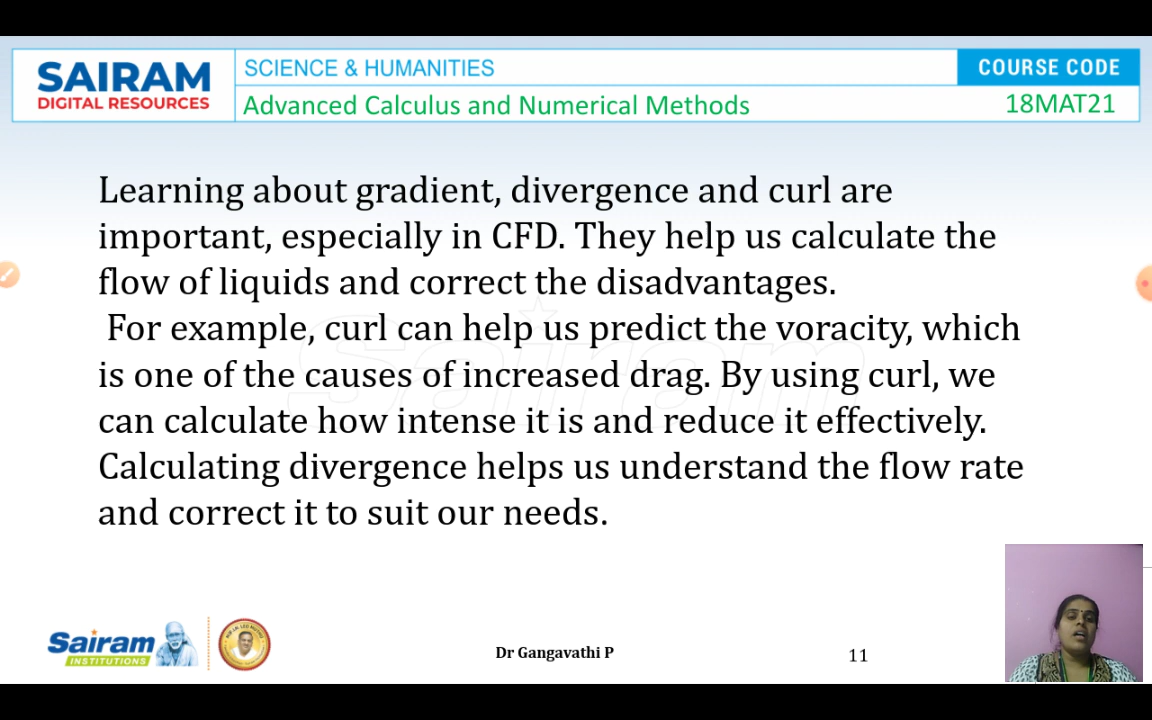 SAIRAM
DIGITAL RESOURCES
SCIENCE & HUMANITIES
COURSE CODE
Advanced Calculus and Numerical Methods
18MAT21
Learning about gradient, divergence and curl are
important, especially in CFD. They help us calculate the
flow of liquids and correct the disadvantages.
For example, curl can help us predict the voracity, which
is one of the causes of increased drag. By using curl, we
can calculate how intense it is and reduce it effectively.
Calculating divergence helps us understand the flow rate
and correct it to suit our needs.
Sairam
Sairam
INSTITUTIONS
Dr Gangavathi P
11